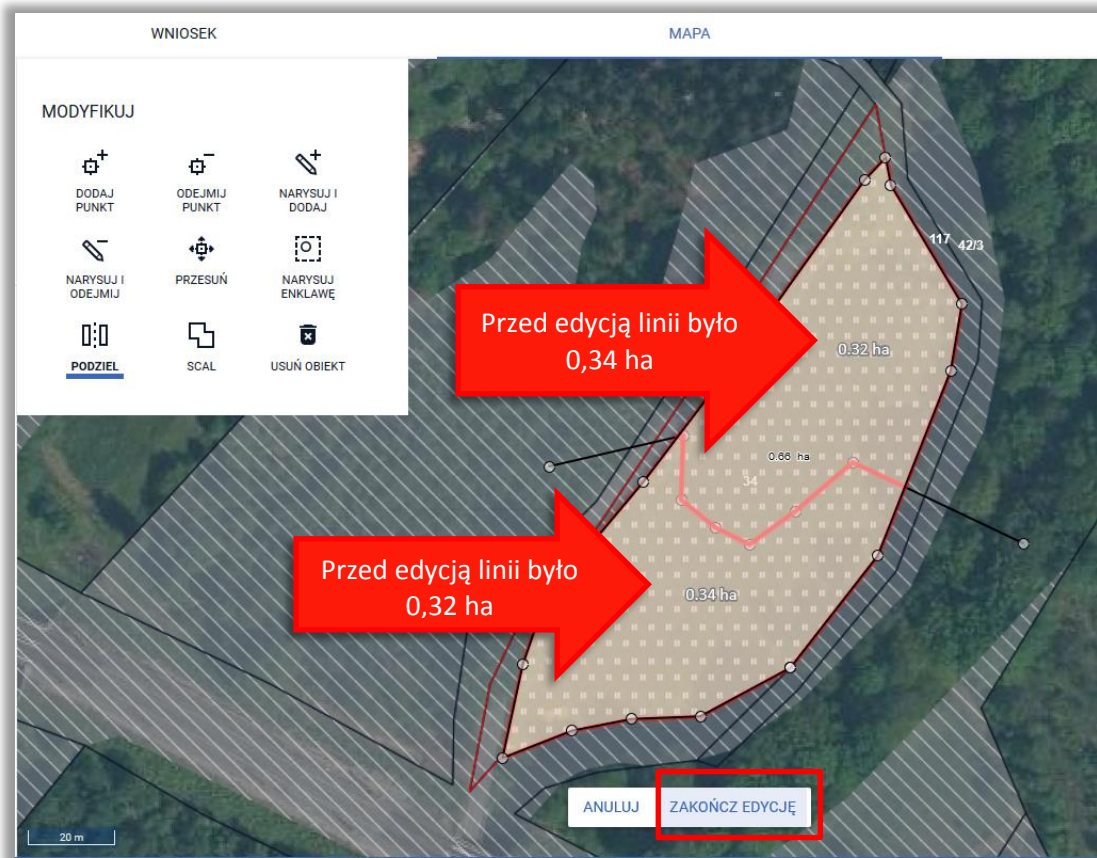 WNIOSEK
MAPA
MODYFIKUJ
DODAJ
PUNKT
ODEJMIJ
PUNKT
NARYSUJ I
DODAJ
NARYSUJ I
ODEJMIJ
PRZESUŃ
NARYSUJ
ENKLAWĘ
PODZIEL
SCAL
USUŃ OBIEKT
117
42/3
Przed edycją linii było
0,34 ha
0.32 ha
0.66 ha
34
Przed edycją linii było
0,32 ha
0.34 ha
ANULUJ
ZAKOŃCZ EDYCJĘ
20 m